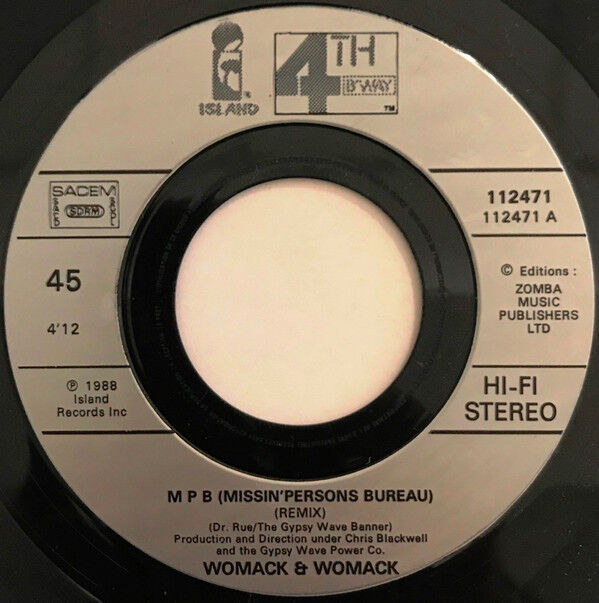 4TH
B'WAY
ISLAND
TM
SACEM
SDRM
SACD
SGDL
112471
112471 A
45
© Editions :
ZOMBA
MUSIC
PUBLISHERS
LTD
4'12
℗ 1988
Island
Records Inc
HI-FI
STEREO
M P B (MISSIN'PERSONS BUREAU)
(REMIX)
(Dr. Rue/The Gypsy Wave Banner)
Production and Direction under Chris Blackwell
and the Gypsy Wave Power Co.
WOMACK & WOMACK